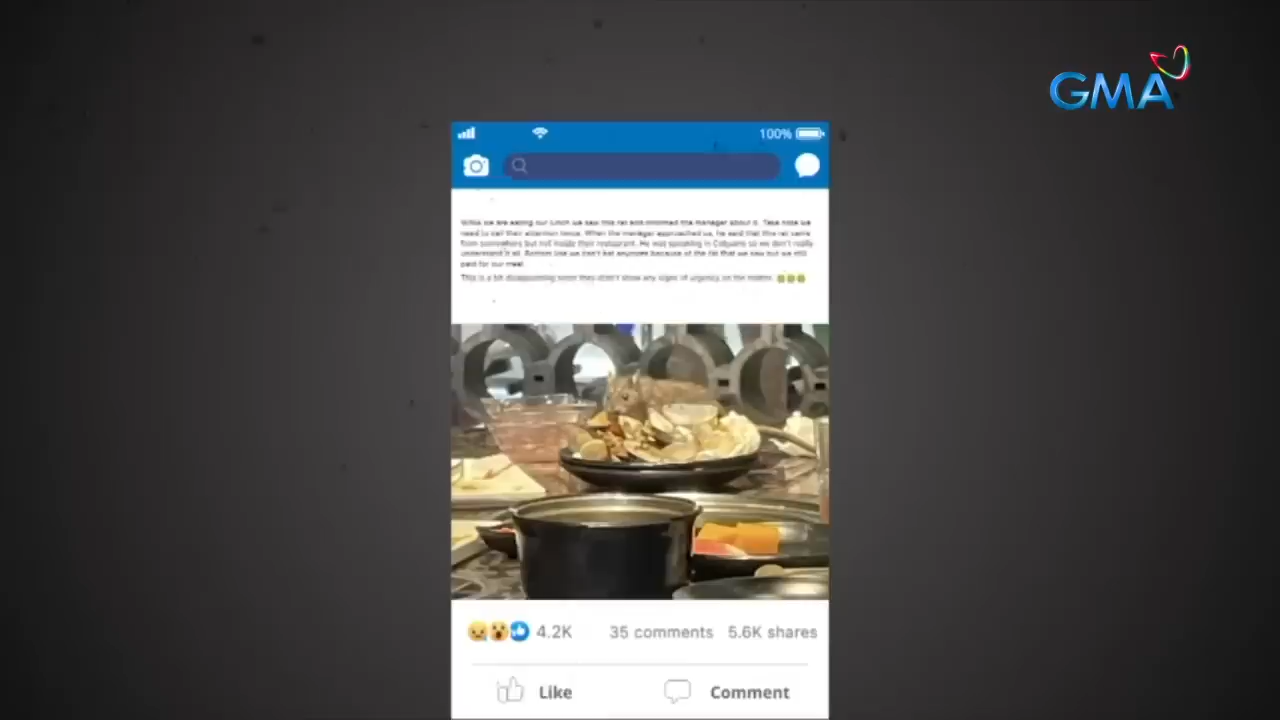 GMA
100%
While we are eating our lunch we saw this rat and informed the manager about it. Take note we
need to call their attention twice. When the manager approached us, he said that this rat came
from somewhere but not inside their restaurant. He was speaking in Cebuano so we don't really
understand it all. Bottom line we can't eat anymore because of the rat that we saw but we still
paid for our meal.
This is a bit disappointing since they didn't show any signs of urgency on the matter.
4.2K 35 comments 5.6K shares
Like Comment